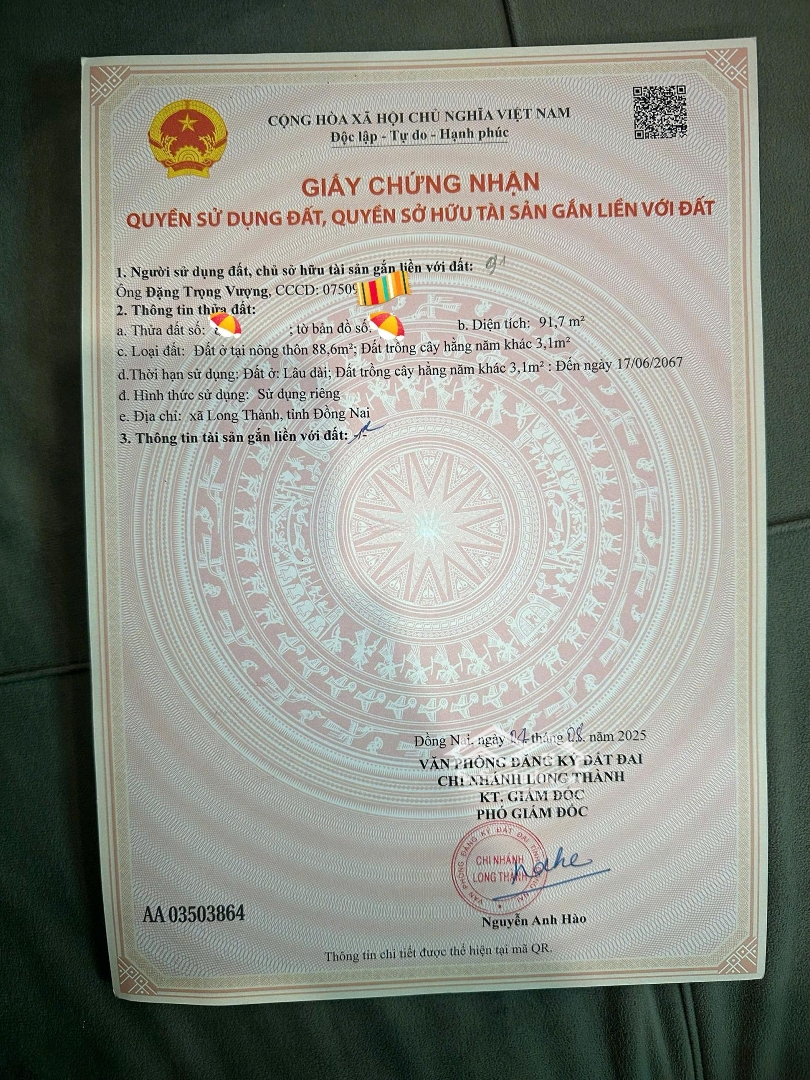 CỘNG HÒA XÃ HỘI CHỦ NGHĨA VIỆT NAM
Độc lập - Tự do - Hạnh phúc
GIẤY CHỨNG NHẬN
QUYỀN SỬ DỤNG ĐẤT, QUYỀN SỞ HỮU TÀI SẢN GẮN LIỀN VỚI ĐẤT
1. Người sử dụng đất, chủ sở hữu tài sản gắn liền với đất:
Ông Đặng Trọng Vượng, CCCD: 07509
2. Thông tin thửa đất:
a. Thửa đất số: ; tờ bản đồ số: b. Diện tích: 91,7 m²
c. Loại đất: Đất ở tại nông thôn 88,6m²; Đất trồng cây hằng năm khác 3,1m²
d.Thời hạn sử dụng: Đất ở: Lâu dài; Đất trồng cây hằng năm khác 3,1m² : Đến ngày 17/06/2067
đ. Hình thức sử dụng: Sử dụng riêng
e. Địa chỉ: xã Long Thành, tỉnh Đồng Nai
3. Thông tin tài sản gắn liền với đất: -/-
Đồng Nai, ngày tháng 08 năm 2025
VĂN PHÒNG ĐĂNG KÝ ĐẤT ĐAI
CHI NHÁNH LONG THÀNH
KT. GIÁM ĐỐC
PHÓ GIÁM ĐỐC
VĂN PHÒNG ĐĂNG KÝ ĐẤT ĐAI
CHI NHÁNH
LONG THÀNH
Nguyễn Anh Hào
AA 03503864
Thông tin chi tiết được thể hiện tại mã QR.